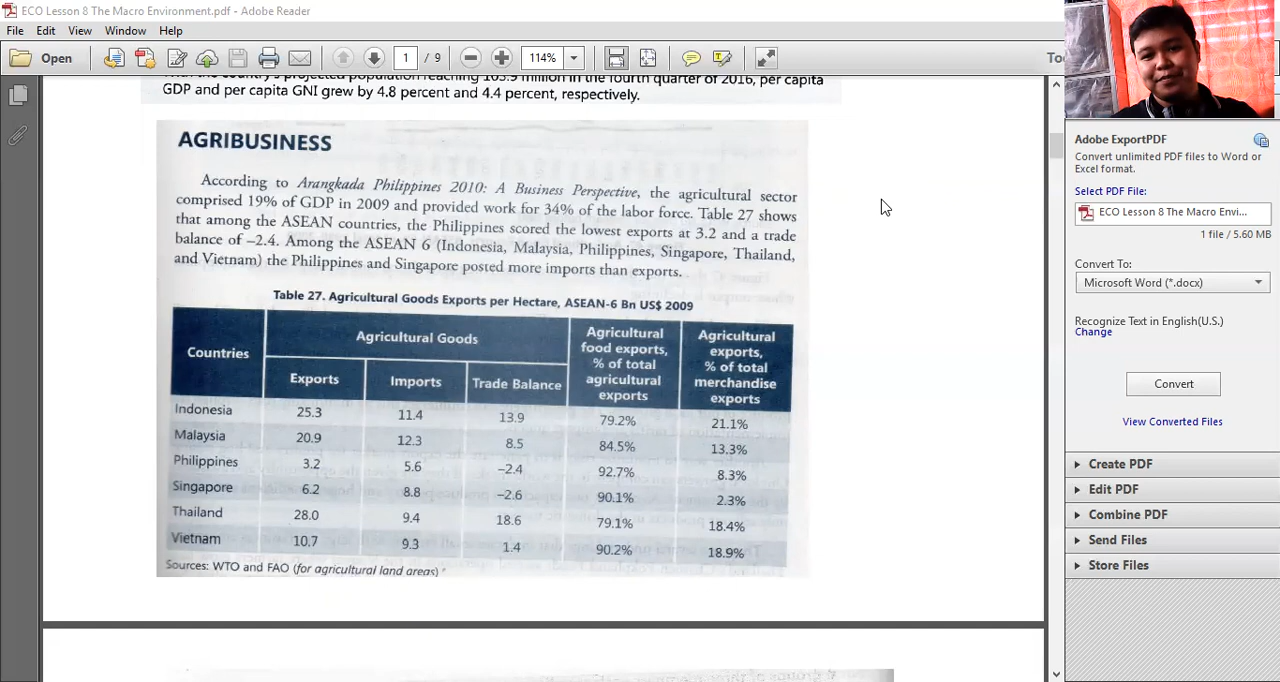 ECO Lesson 8 The Macro Environment.pdf - Adobe Reader
File Edit View Window Help
Open 1 / 9 114%
GDP and per capita GNI grew by 4.8 percent and 4.4 percent, respectively.
AGRIBUSINESS
According to Arangkada Philippines 2010: A Business Perspective, the agricultural sector
comprised 19% of GDP in 2009 and provided work for 34% of the labor force. Table 27 shows
that among the ASEAN countries, the Philippines scored the lowest exports at 3.2 and a trade
balance of –2.4. Among the ASEAN 6 (Indonesia, Malaysia, Philippines, Singapore, Thailand,
and Vietnam) the Philippines and Singapore posted more imports than exports.
Table 27. Agricultural Goods Exports per Hectare, ASEAN-6 Bn US$ 2009
Countries
Agricultural Goods
Exports Imports Trade Balance
Agricultural
food exports,
% of total
agricultural
exports
Agricultural
exports,
% of total
merchandise
exports
Indonesia 25.3 11.4 13.9 79.2% 21.1%
Malaysia 20.9 12.3 8.5 84.5% 13.3%
Philippines 3.2 5.6 –2.4 92.7% 8.3%
Singapore 6.2 8.8 –2.6 90.1% 2.3%
Thailand 28.0 9.4 18.6 79.1% 18.4%
Vietnam 10.7 9.3 1.4 90.2% 18.9%
Sources: WTO and FAO (for agricultural land areas)
Adobe ExportPDF
Convert unlimited PDF files to Word or
Excel format.
Select PDF File:
ECO Lesson 8 The Macro Envi...
1 file / 5.60 MB
Convert To:
Microsoft Word (*.docx)
Recognize Text in English(U.S.)
Change
Convert
View Converted Files
Create PDF
Edit PDF
Combine PDF
Send Files
Store Files